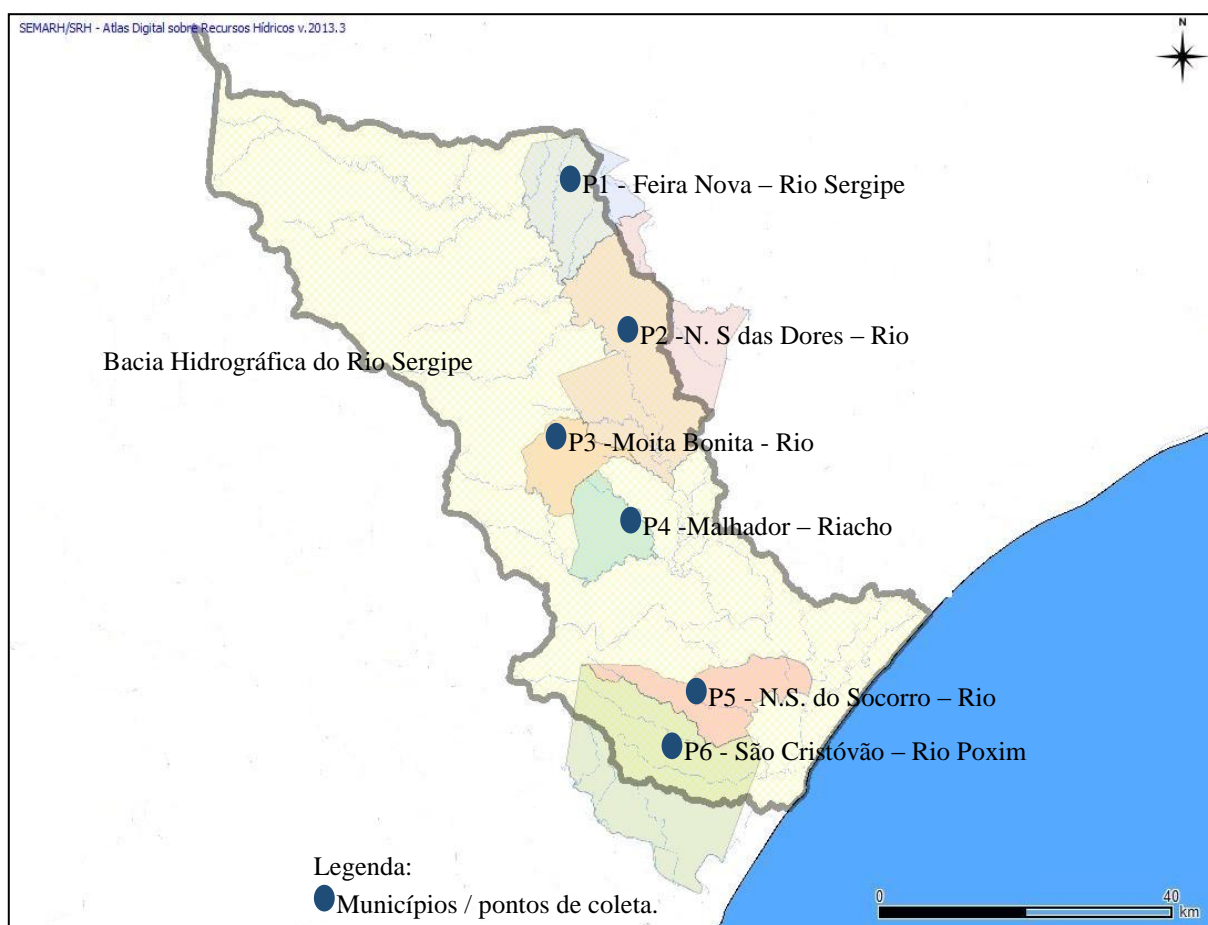 SEMARH/SRH - Atlas Digital sobre Recursos Hídricos v.2013.3
N
P1 - Feira Nova – Rio Sergipe
P2 -N. S das Dores – Rio
Bacia Hidrográfica do Rio Sergipe
P3 -Moita Bonita - Rio
P4 -Malhador – Riacho
P5 - N.S. do Socorro – Rio
P6 - São Cristóvão – Rio Poxim
Legenda:
Municípios / pontos de coleta.
0 40
km